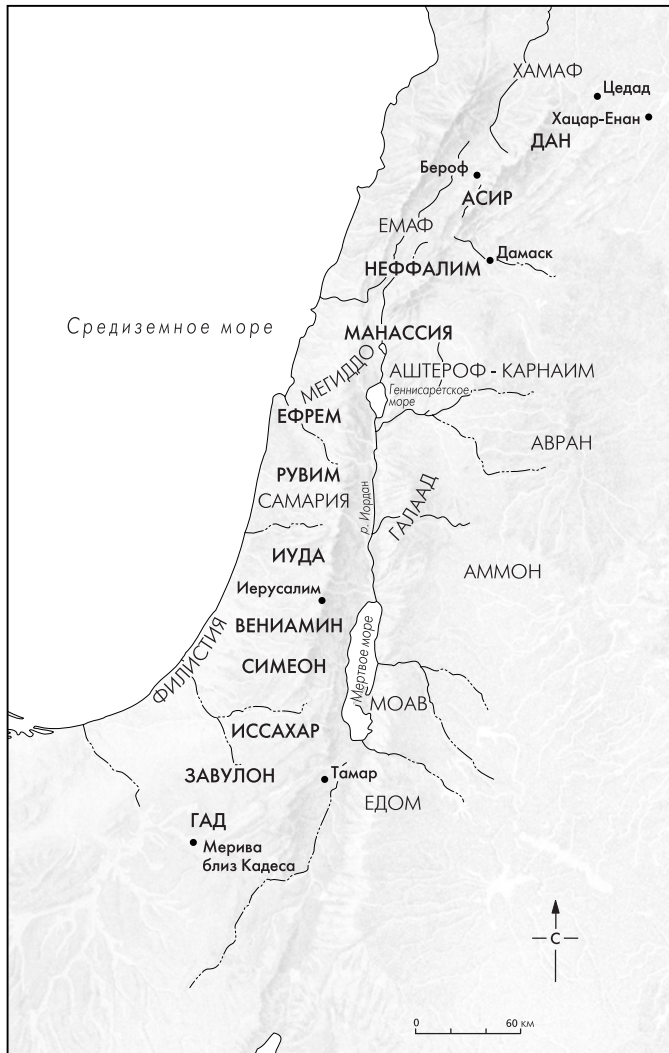 ХАМАФ
Цедад
Хацар-Енан
ДАН
Бероф
АСИР
ЕМАФ
Дамаск
НЕФФАЛИМ
Средиземное море
МАНАССИЯ
МЕГИДДО
АШТЕРОФ - КАРНАИМ
Геннисаретское
море
ЕФРЕМ
АВРАН
РУВИМ
САМАРИЯ
р. Иордан
ГАЛААД
ИУДА
АММОН
Иерусалим
ВЕНИАМИН
ФИЛИСТИЯ
СИМЕОН
Мертвое море
МОАВ
ИССАХАР
ЗАВУЛОН
Тамар
ЕДОМ
ГАД
Мерива
близ Кадеса
С
0 60 км